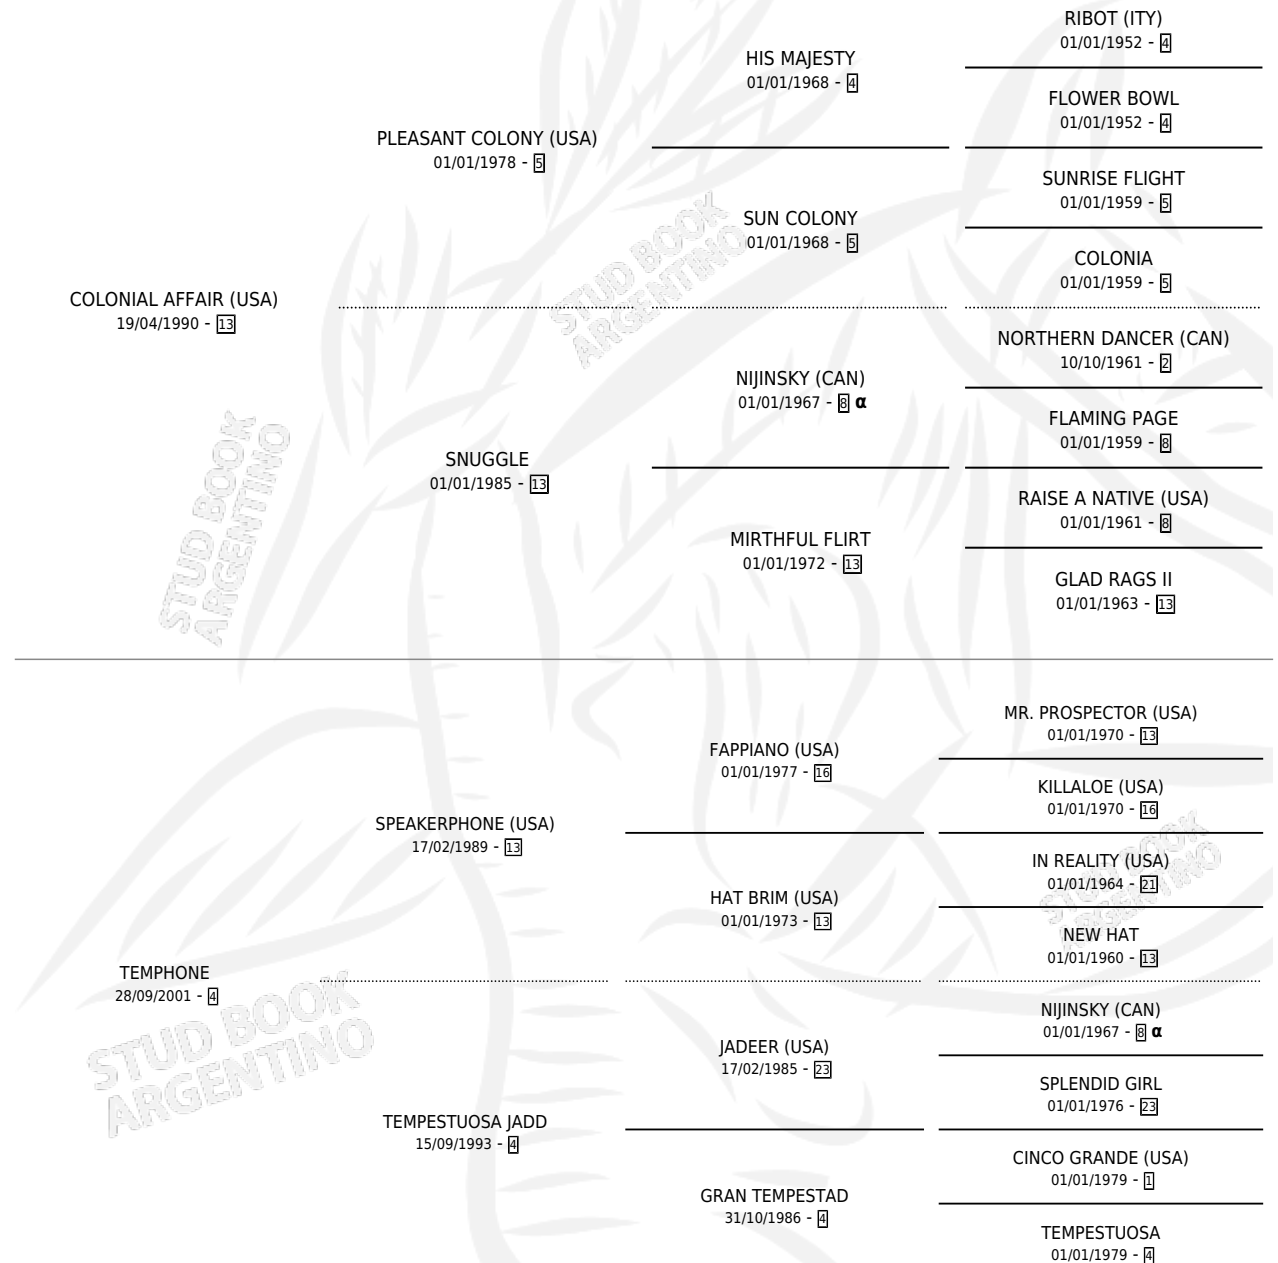 RIBOT (ITY)
01/01/1952 - 4
HIS MAJESTY
01/01/1968 - 4
FLOWER BOWL
01/01/1952 - 4
PLEASANT COLONY (USA)
01/01/1978 - 5
SUNRISE FLIGHT
01/01/1959 - 5
SUN COLONY
01/01/1968 - 5
COLONIA
01/01/1959 - 5
COLONIAL AFFAIR (USA)
19/04/1990 - 13
NORTHERN DANCER (CAN)
10/10/1961 - 2
NIJINSKY (CAN)
01/01/1967 - 8 α
FLAMING PAGE
01/01/1959 - 8
SNUGGLE
01/01/1985 - 13
RAISE A NATIVE (USA)
01/01/1961 - 8
MIRTHFUL FLIRT
01/01/1972 - 13
GLAD RAGS II
01/01/1963 - 13
MR. PROSPECTOR (USA)
01/01/1970 - 13
FAPPIANO (USA)
01/01/1977 - 16
KILLALOE (USA)
01/01/1970 - 16
SPEAKERPHONE (USA)
17/02/1989 - 13
IN REALITY (USA)
01/01/1964 - 21
HAT BRIM (USA)
01/01/1973 - 13
NEW HAT
01/01/1960 - 13
TEMPHONE
28/09/2001 - 4
NIJINSKY (CAN)
01/01/1967 - 8 α
JADEER (USA)
17/02/1985 - 23
SPLENDID GIRL
01/01/1976 - 23
TEMPESTUOSA JADD
15/09/1993 - 4
CINCO GRANDE (USA)
01/01/1979 - 1
GRAN TEMPESTAD
31/10/1986 - 4
TEMPESTUOSA
01/01/1979 - 4
STUD BOOK
ARGENTINO
STUD BOOK
ARGENTINO
STUD BOOK
ARGENTINO
STUD BOOK
ARGENTINO